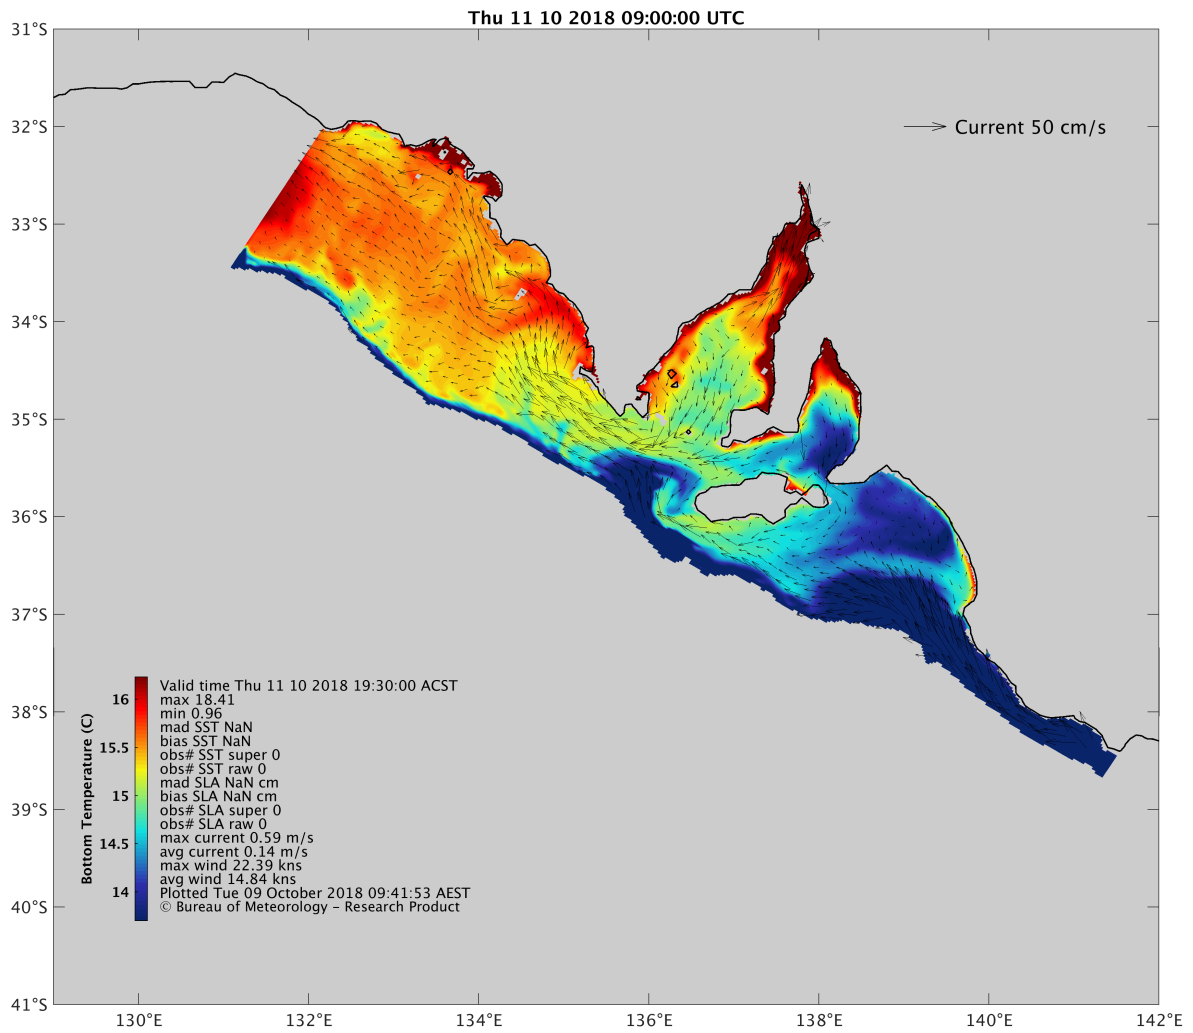 Thu 11 10 2018 09:00:00 UTC
31°S
32°S
33°S
34°S
35°S
36°S
37°S
38°S
39°S
40°S
41°S
Current 50 cm/s
Bottom Temperature (C)
16
15.5
15
14.5
14
Valid time Thu 11 10 2018 19:30:00 ACST
max 18.41
min 0.96
mad SST NaN
bias SST NaN
obs# SST super 0
obs# SST raw 0
mad SLA NaN cm
bias SLA NaN cm
obs# SLA super 0
obs# SLA raw 0
max current 0.59 m/s
avg current 0.14 m/s
max wind 22.39 kns
avg wind 14.84 kns
Plotted Tue 09 October 2018 09:41:53 AEST
© Bureau of Meteorology – Research Product
130°E
132°E
134°E
136°E
138°E
140°E
142°E